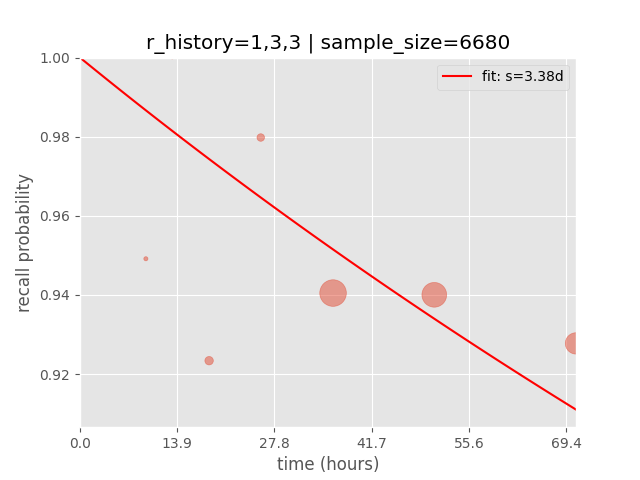 r_history=1,3,3 | sample_size=6680
fit: s=3.38d
recall probability
1.00
0.98
0.96
0.94
0.92
0.0
13.9
27.8
41.7
55.6
69.4
time (hours)